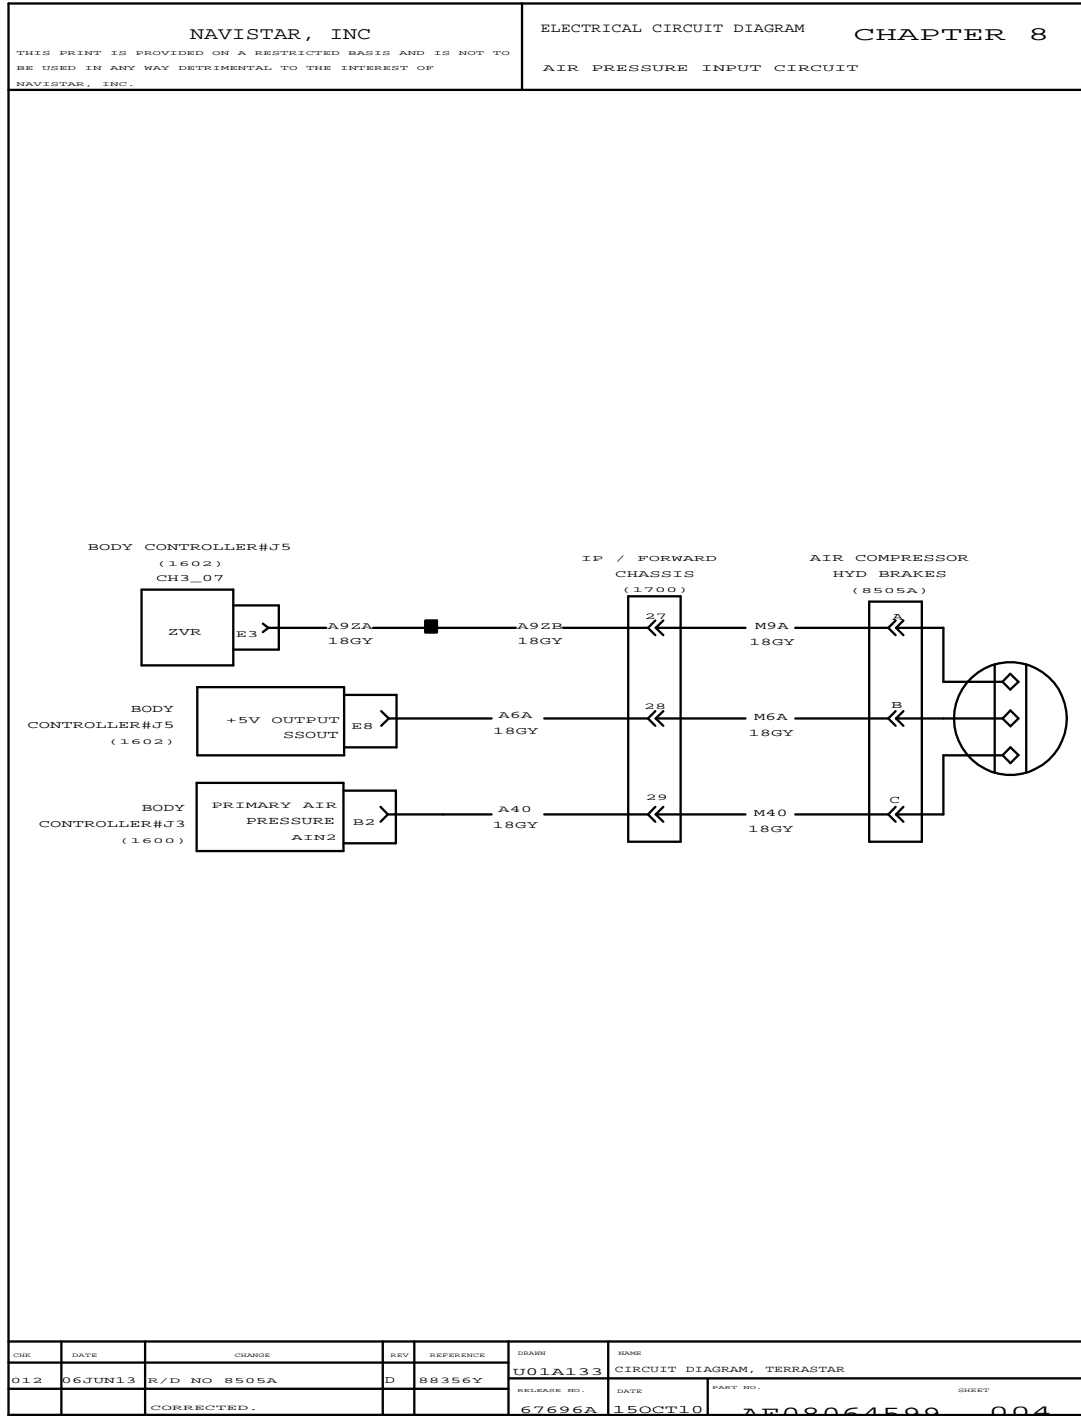 NAVISTAR, INC
THIS PRINT IS PROVIDED ON A RESTRICTED BASIS AND IS NOT TO
BE USED IN ANY WAY DETRIMENTAL TO THE INTEREST OF
NAVISTAR, INC.
ELECTRICAL CIRCUIT DIAGRAM
CHAPTER 8
AIR PRESSURE INPUT CIRCUIT
BODY CONTROLLER#J5
(1602)
CH3_07
ZVR
E3
A9ZA
18GY
A9ZB
18GY
IP / FORWARD
CHASSIS
(1700)
27
M9A
18GY
AIR COMPRESSOR
HYD BRAKES
(8505A)
A
BODY
CONTROLLER#J5
(1602)
+5V OUTPUT
SSOUT
E8
A6A
18GY
28
M6A
18GY
B
BODY
CONTROLLER#J3
(1600)
PRIMARY AIR
PRESSURE
AIN2
B2
A40
18GY
29
M40
18GY
C
CHK DATE CHANGE REV REFERENCE
012 06JUN13 R/D NO 8505A D 88356Y
CORRECTED.
DRAWN
U01A133
NAME
CIRCUIT DIAGRAM, TERRASTAR
RELEASE NO.
67696A
DATE
15OCT10
PART NO.
AE08064599
SHEET
004